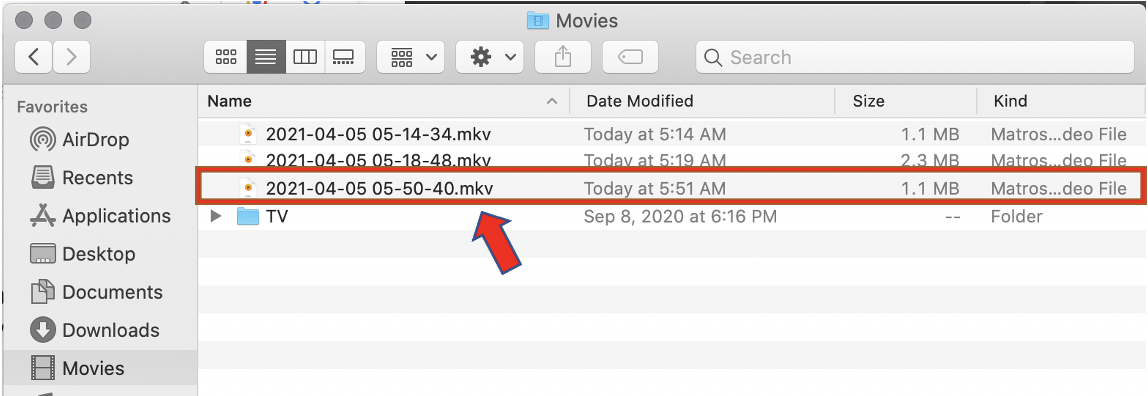 Movies
Search
Favorites
AirDrop
Recents
Applications
Desktop
Documents
Downloads
Movies
Name Date Modified Size Kind
2021-04-05 05-14-34.mkv Today at 5:14 AM 1.1 MB Matros...deo File
2021-04-05 05-18-48.mkv Today at 5:19 AM 2.3 MB Matros...deo File
2021-04-05 05-50-40.mkv Today at 5:51 AM 1.1 MB Matros...deo File
TV Sep 8, 2020 at 6:16 PM -- Folder